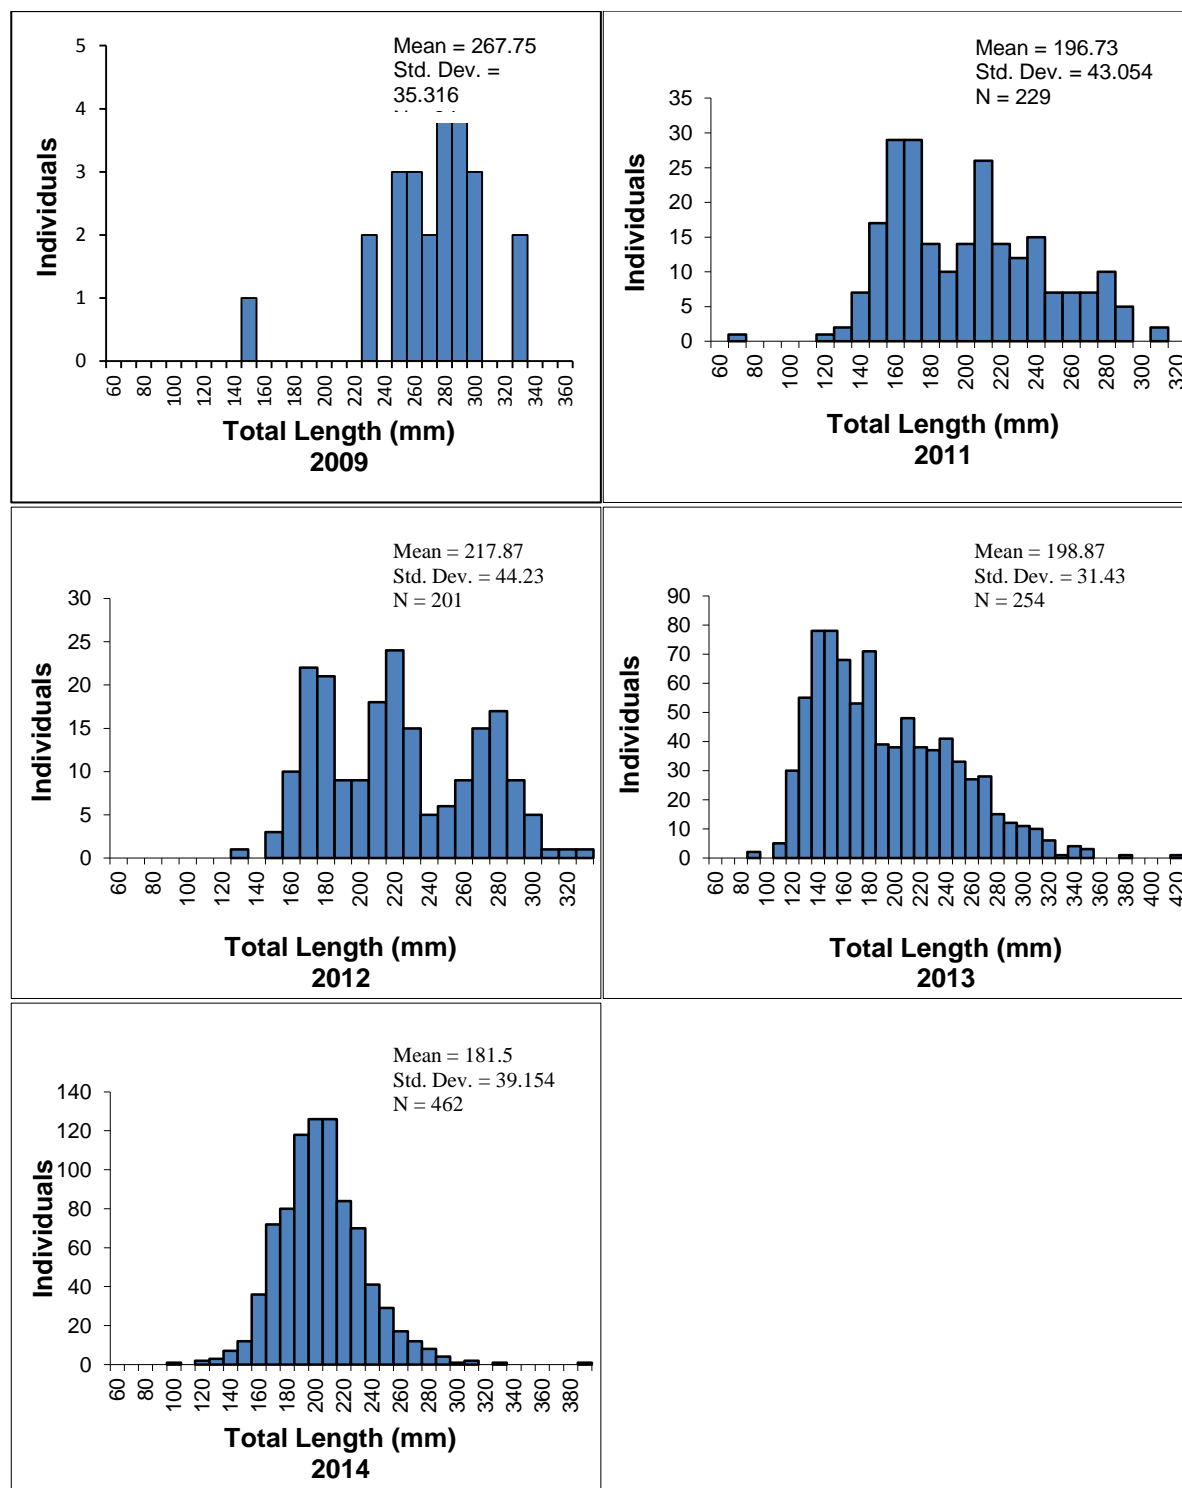 Mean = 267.75
Std. Dev. =
35.316
5
4
3
2
1
0
Individuals
60 80 100 120 140 160 180 200 220 240 260 280 300 320 340 360
Total Length (mm)
2009
Mean = 196.73
Std. Dev. = 43.054
N = 229
35
30
25
20
15
10
5
0
Individuals
60 80 100 120 140 160 180 200 220 240 260 280 300 320
Total Length (mm)
2011
Mean = 217.87
Std. Dev. = 44.23
N = 201
30
25
20
15
10
5
0
Individuals
60 80 100 120 140 160 180 200 220 240 260 280 300 320
Total Length (mm)
2012
Mean = 198.87
Std. Dev. = 31.43
N = 254
90
80
70
60
50
40
30
20
10
0
Individuals
60 80 100 120 140 160 180 200 220 240 260 280 300 320 340 360 380 400 420
Total Length (mm)
2013
Mean = 181.5
Std. Dev. = 39.154
N = 462
140
120
100
80
60
40
20
0
Individuals
60 80 100 120 140 160 180 200 220 240 260 280 300 320 340 360 380
Total Length (mm)
2014